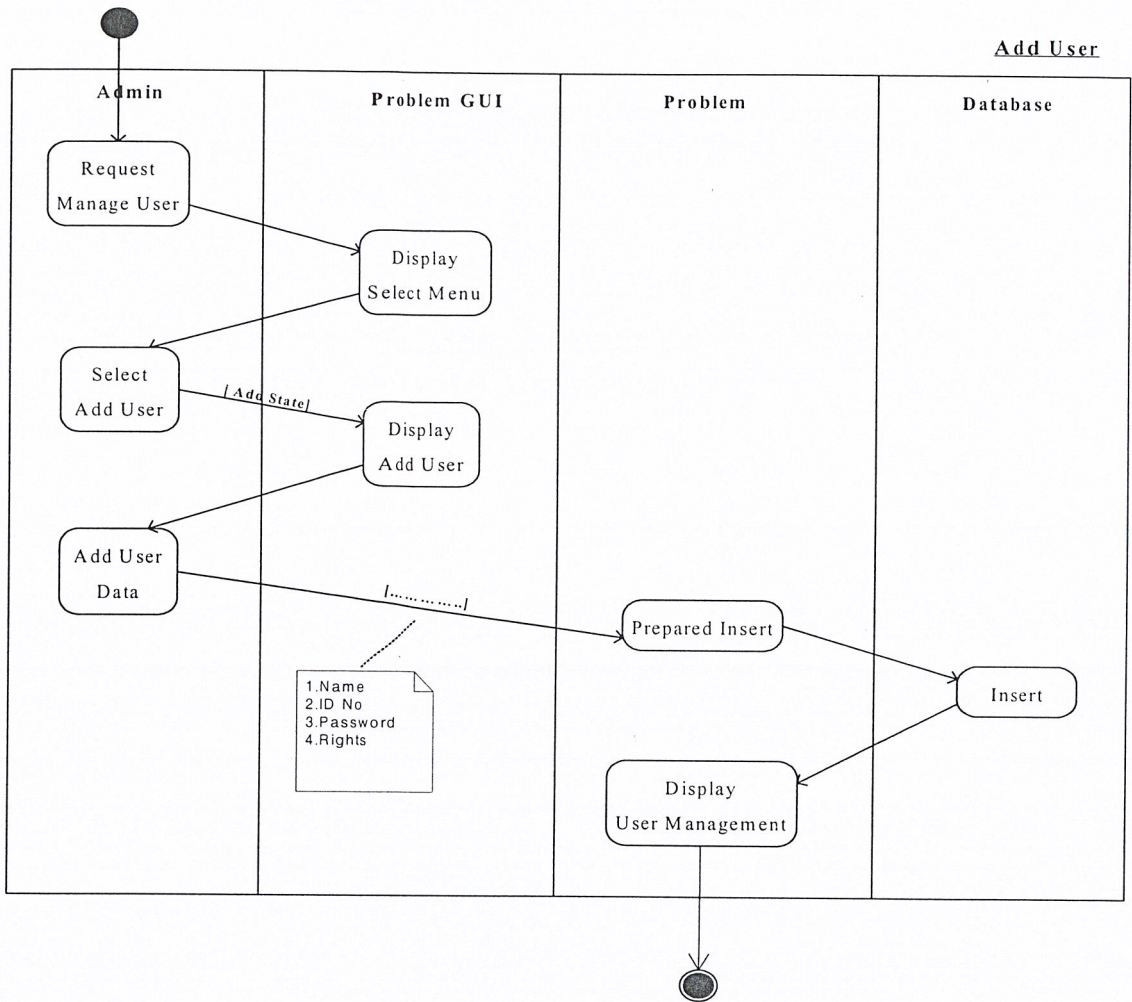 Add User
Admin
Problem GUI
Problem
Database
Request
Manage User
Display
Select Menu
Select
Add User
[Add State]
Display
Add User
Add User
Data
[..............]
Prepared Insert
1.Name
2.ID No
3.Password
4.Rights
Insert
Display
User Management